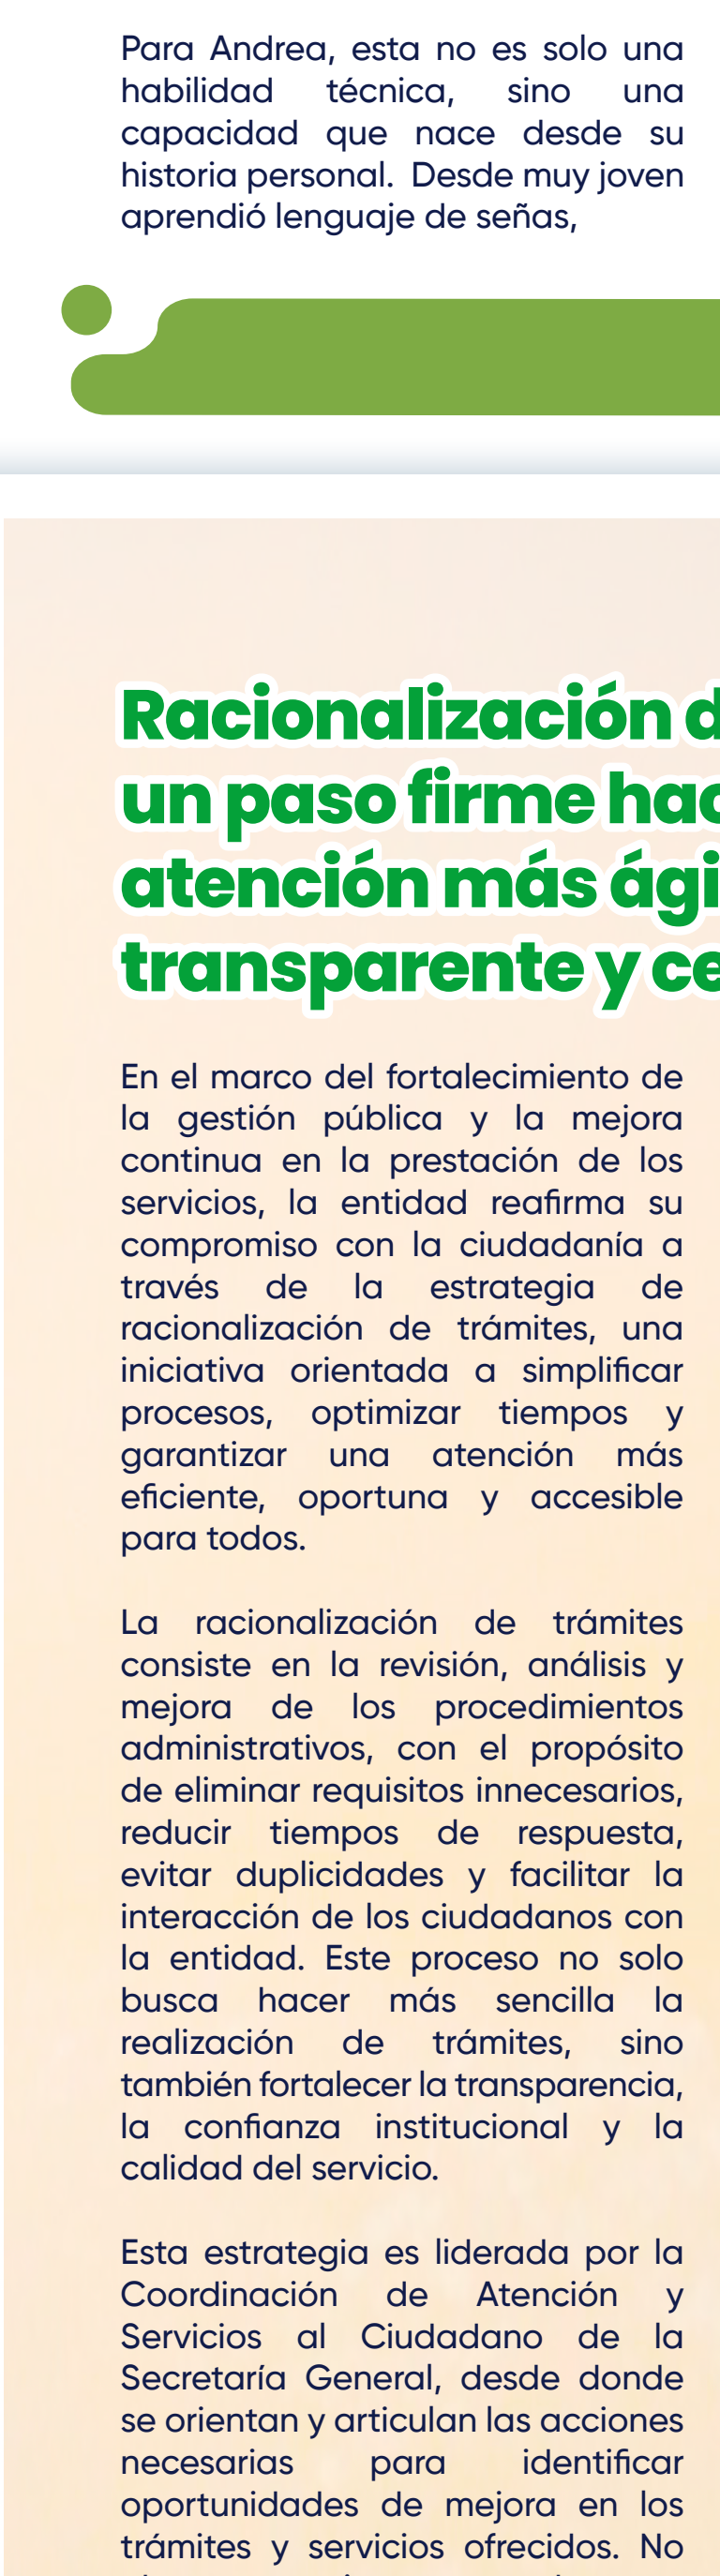 Para Andrea, esta no es solo una
habilidad técnica, sino una
capacidad que nace desde su
historia personal. Desde muy joven
aprendió lenguaje de señas,
Racionalización
un paso firme
atención más
transparente y
En el marco del fortalecimiento de
la gestión pública y la mejora
continua en la prestación de los
servicios, la entidad reafirma su
compromiso con la ciudadanía a
través de la estrategia de
racionalización de trámites, una
iniciativa orientada a simplificar
procesos, optimizar tiempos y
garantizar una atención más
eficiente, oportuna y accesible
para todos.
La racionalización de trámites
consiste en la revisión, análisis y
mejora de los procedimientos
administrativos, con el propósito
de eliminar requisitos innecesarios,
reducir tiempos de respuesta,
evitar duplicidades y facilitar la
interacción de los ciudadanos con
la entidad. Este proceso no solo
busca hacer más sencilla la
realización de trámites, sino
también fortalecer la transparencia,
la confianza institucional y la
calidad del servicio.
Esta estrategia es liderada por la
Coordinación de Atención y
Servicios al Ciudadano de la
Secretaría General, desde donde
se orientan y articulan las acciones
necesarias para identificar
oportunidades de mejora en los
trámites y servicios ofrecidos. No